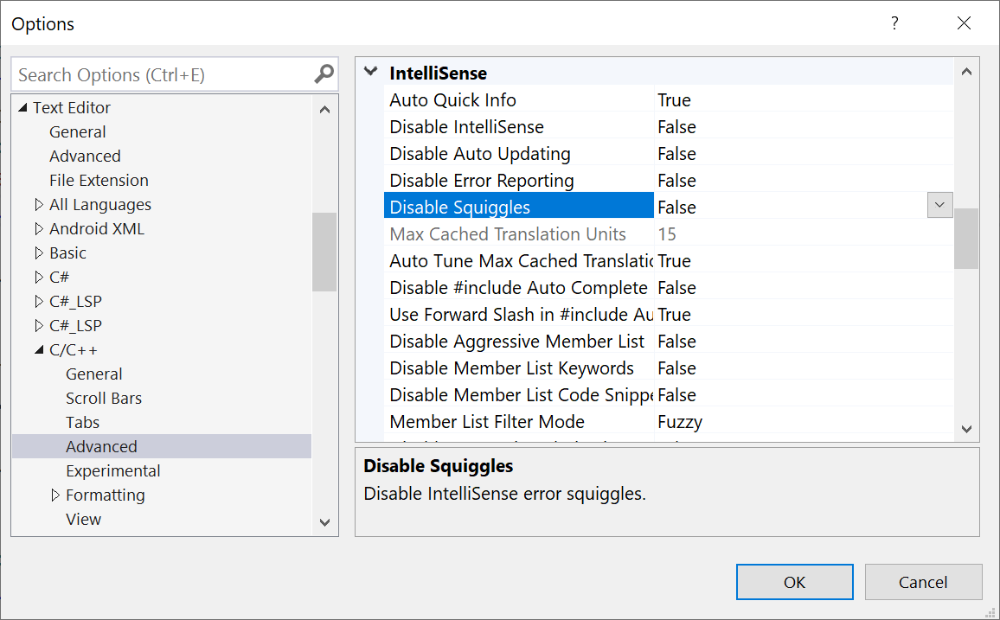 Options
?
Search Options (Ctrl+E)
Text Editor
General
Advanced
File Extension
All Languages
Android XML
Basic
C#
C#_LSP
C#_LSP
C/C++
General
Scroll Bars
Tabs
Advanced
Experimental
Formatting
View
IntelliSense
Auto Quick Info True
Disable IntelliSense False
Disable Auto Updating False
Disable Error Reporting False
Disable Squiggles False
Max Cached Translation Units 15
Auto Tune Max Cached Translatic True
Disable #include Auto Complete False
Use Forward Slash in #include Au True
Disable Aggressive Member List False
Disable Member List Keywords False
Disable Member List Code Snippe False
Member List Filter Mode Fuzzy
Disable Squiggles
Disable IntelliSense error squiggles.
OK Cancel